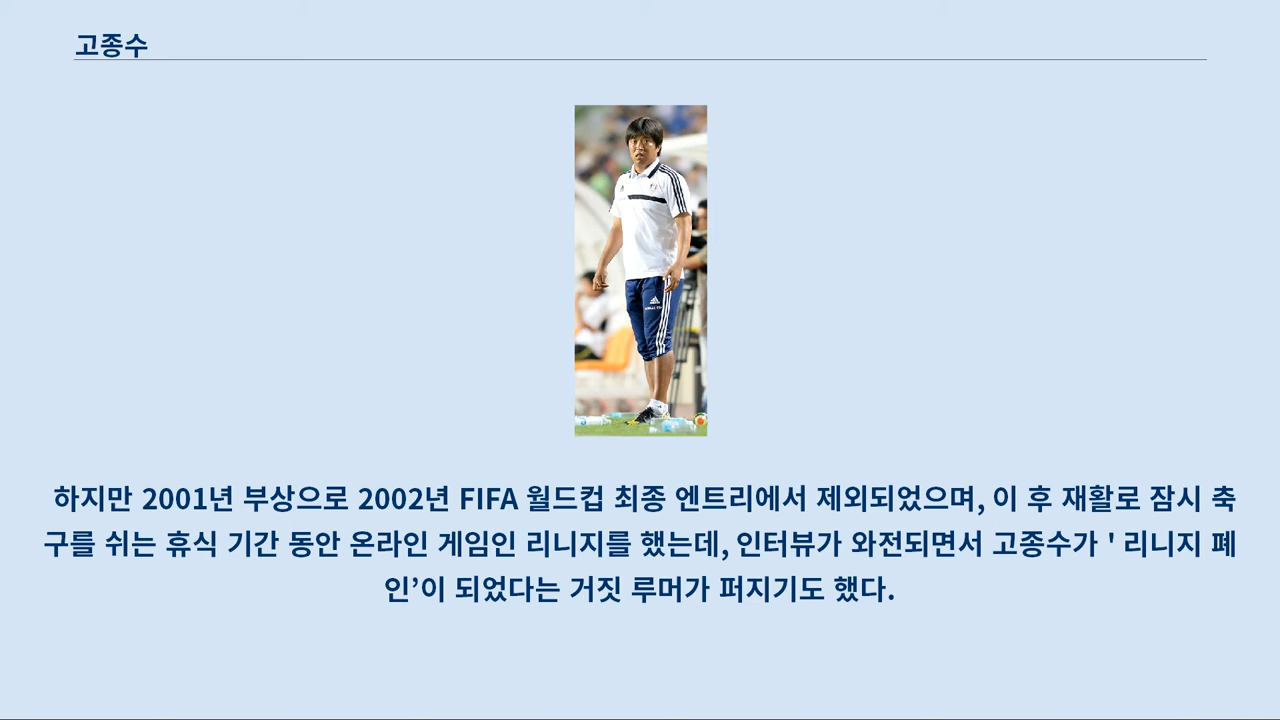 고종수
하지만 2001년 부상으로 2002년 FIFA 월드컵 최종 엔트리에서 제외되었으며, 이 후 재활로 잠시 축
구를 쉬는 휴식 기간 동안 온라인 게임인 리니지를 했는데, 인터뷰가 와전되면서 고종수가 ' 리니지 폐
인’이 되었다는 거짓 루머가 퍼지기도 했다.